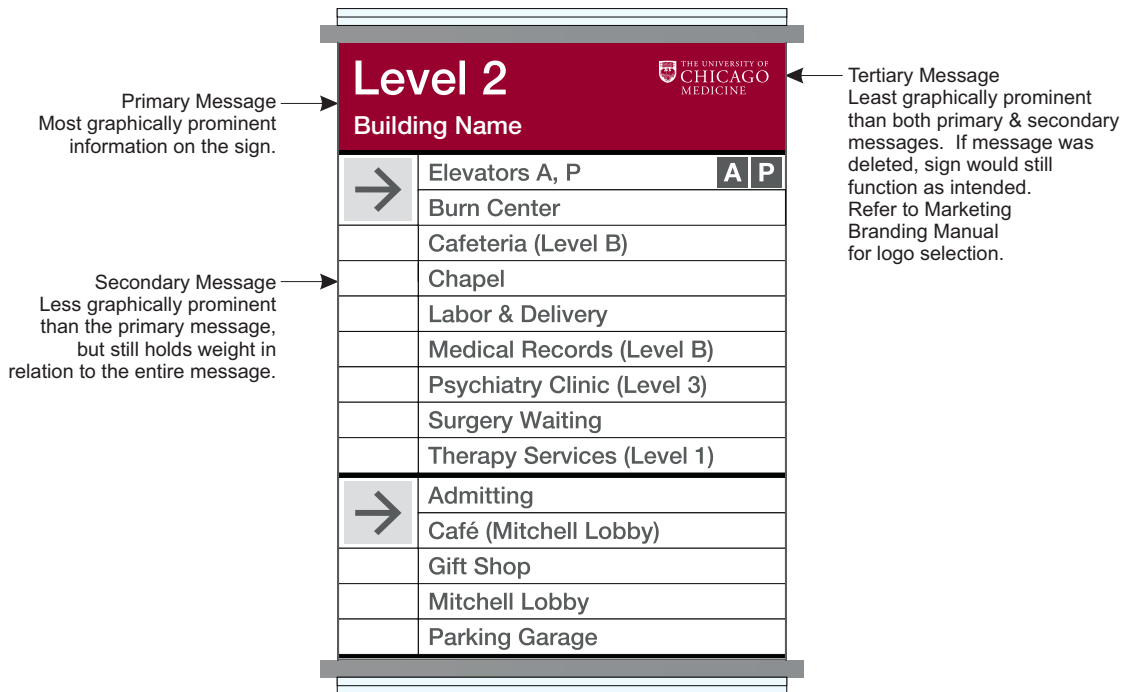 Primary Message
Most graphically prominent
information on the sign.
Secondary Message
Less graphically prominent
than the primary message,
but still holds weight in
relation to the entire message.
Level 2
Building Name
THE UNIVERSITY OF
CHICAGO
MEDICINE
Elevators A, P A P
Burn Center
Cafeteria (Level B)
Chapel
Labor & Delivery
Medical Records (Level B)
Psychiatry Clinic (Level 3)
Surgery Waiting
Therapy Services (Level 1)
Admitting
Café (Mitchell Lobby)
Gift Shop
Mitchell Lobby
Parking Garage
Tertiary Message
Least graphically prominent
than both primary & secondary
messages. If message was
deleted, sign would still
function as intended.
Refer to Marketing
Branding Manual
for logo selection.